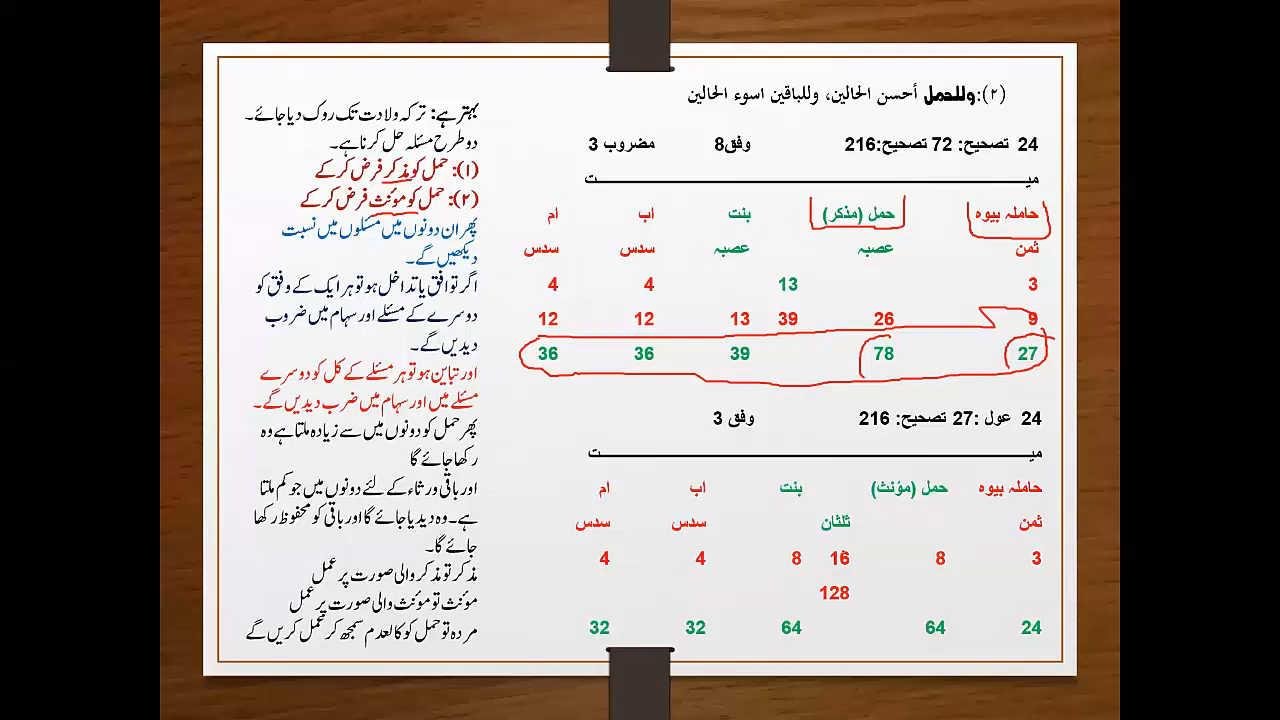 (۲):وللحمل أحسن الحالين، وللباقين اسوء الحالين
24 تصحیح: 72 تصحیح:216 وفق8 مضروب 3
میــــــــــــــــــــــــــــــــــــــــت
حاملہ بیوہ حمل (مذکر) بنت اب ام
ثمن عصبہ عصبہ سدس سدس
3 13 4 4
9 26 39 13 12 12
27 78 39 36 36
24 عول :27 تصحیح: 216 وفق 3
میــــــــــــــــــــــــــــــــــــــــت
حاملہ بیوہ حمل (مؤنث) بنت اب ام
ثمن ثلثان سدس سدس
3 8 16 8 4 4
128
24 64 64 32 32
بہتر ہے: ترکہ ولادت تک روک دیا جائے۔
دو طرح مسئلہ حل کرنا ہے۔
(۱): حمل کو مذکر فرض کرکے
(۲): حمل کو مؤنث فرض کرکے
پھر ان دونوں میں مسئلوں میں نسبت
دیکھیں گے۔
اگر توافق یا تداخل ہو تو ہر ایک کے وفق کو
دوسرے کے مسئلے اور سہام میں ضروب
دیدیں گے۔
اور تباین ہو تو ہر مسئلے کے کل کو دوسرے
مسئلے میں اور سہام میں ضرب دیدیں گے۔
پھر حمل کو دونوں میں سے زیادہ ملتا ہے وہ
رکھا جائے گا
اور باقی ورثاء کے لئے دونوں میں جو کم ملتا
ہے۔ وہ دیدیا جائے گا اور باقی کو محفوظ رکھا
جائے گا۔
مذکر تو مذکر والی صورت پر عمل
مؤنث تو مؤنث والی صورت پر عمل
مردہ تو حمل کو کالعدم سمجھ کر عمل کریں گے